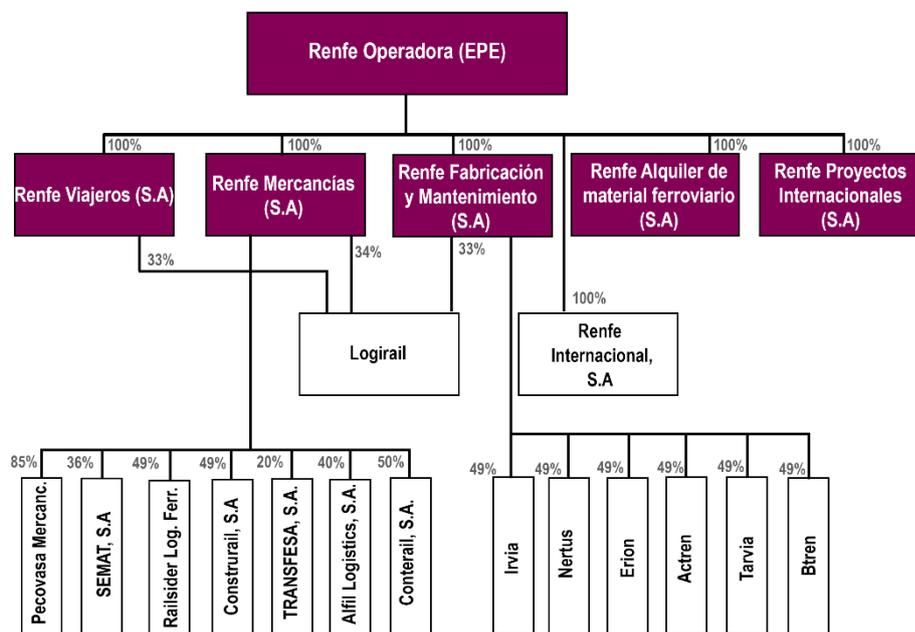 Renfe Operadora (EPE)
100%
100%
100%
100%
100%
Renfe Viajeros (S.A)
Renfe Mercancías
(S.A)
Renfe Fabricación
y Mantenimiento
(S.A)
Renfe Alquiler de
material ferroviario
(S.A)
Renfe Proyectos
Internacionales
(S.A)
33%
34%
33%
100%
Logirail
Renfe
Internacional,
S.A
85%
36%
49%
49%
20%
40%
50%
49%
49%
49%
49%
49%
49%
Pecovasa Mercanc.
SEMAT, S.A
Railsider Log. Ferr.
Construrail, S.A
TRANSFESA, S.A.
Alfil Logistics, S.A.
Conterail, S.A.
Irvia
Nertus
Erion
Actren
Tarvia
Btren